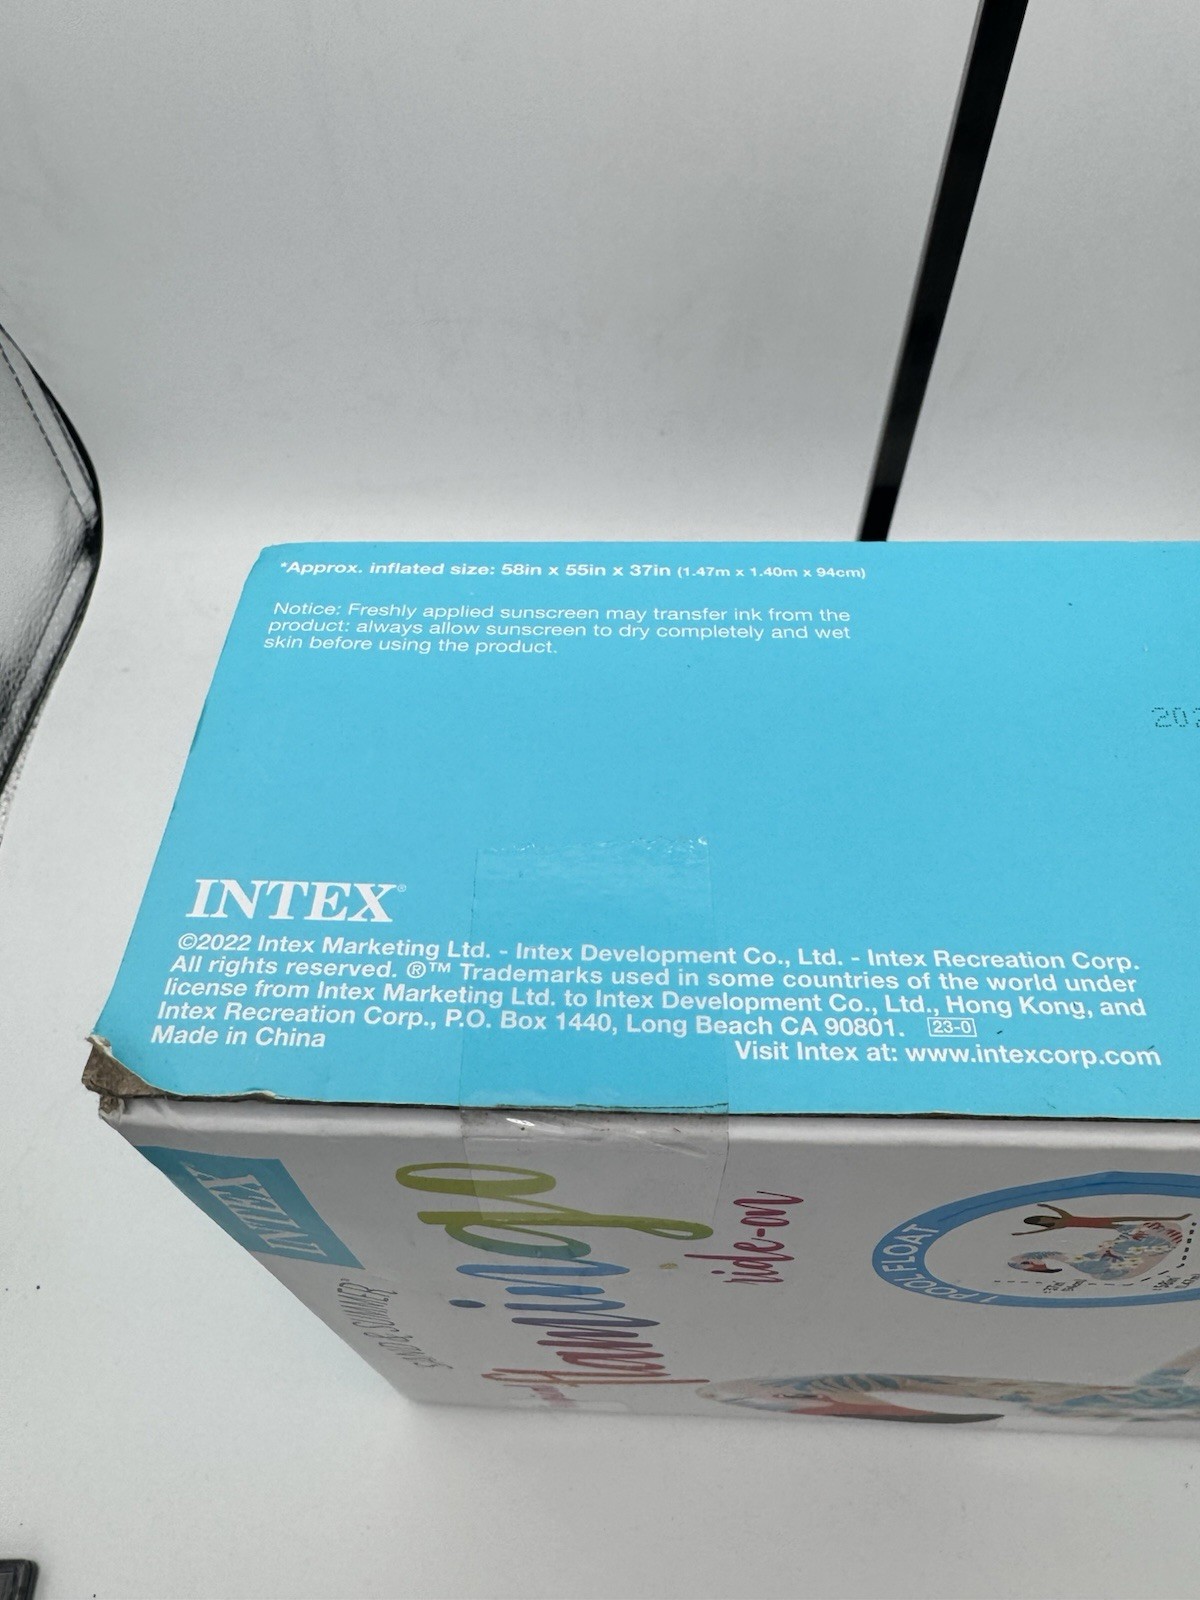 *Approx. inflated size: 58in x 55in x 37in (1.47m x 1.40m x 94cm)
Notice: Freshly applied sunscreen may transfer ink from the
product: always allow sunscreen to dry completely and wet
skin before using the product.
202
INTEX®
©2022 Intex Marketing Ltd. - Intex Development Co., Ltd. - Intex Recreation Corp.
All rights reserved. ®™ Trademarks used in some countries of the world under
license from Intex Marketing Ltd. to Intex Development Co., Ltd., Hong Kong, and
Intex Recreation Corp., P.O. Box 1440, Long Beach CA 90801. 23-0
Made in China
Visit Intex at: www.intexcorp.com
INTEX
SAND & SUMMER
flamingo
ride-on
1 POOL FLOAT